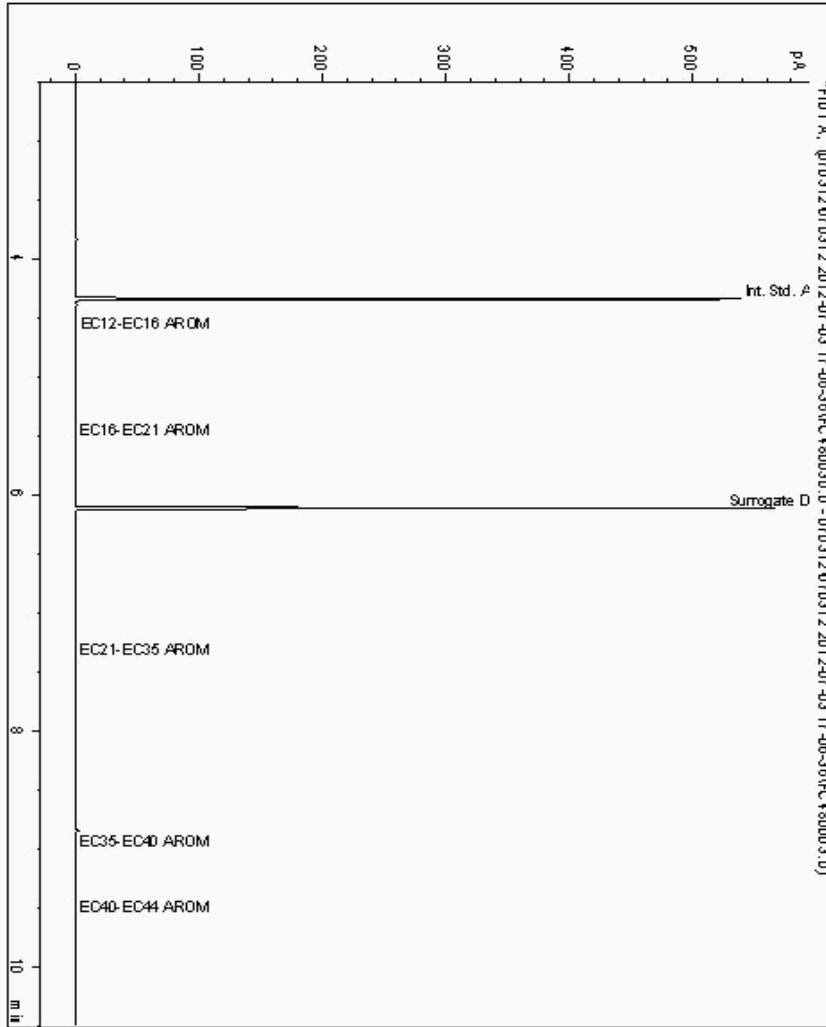 pA
500
400
300
200
100
0
Int. Std. A
EC12-EC16 AROM
EC16-EC21 AROM
Surrogate D
EC21-EC35 AROM
EC35-EC40 AROM
EC40-EC44 AROM
4
6
8
10